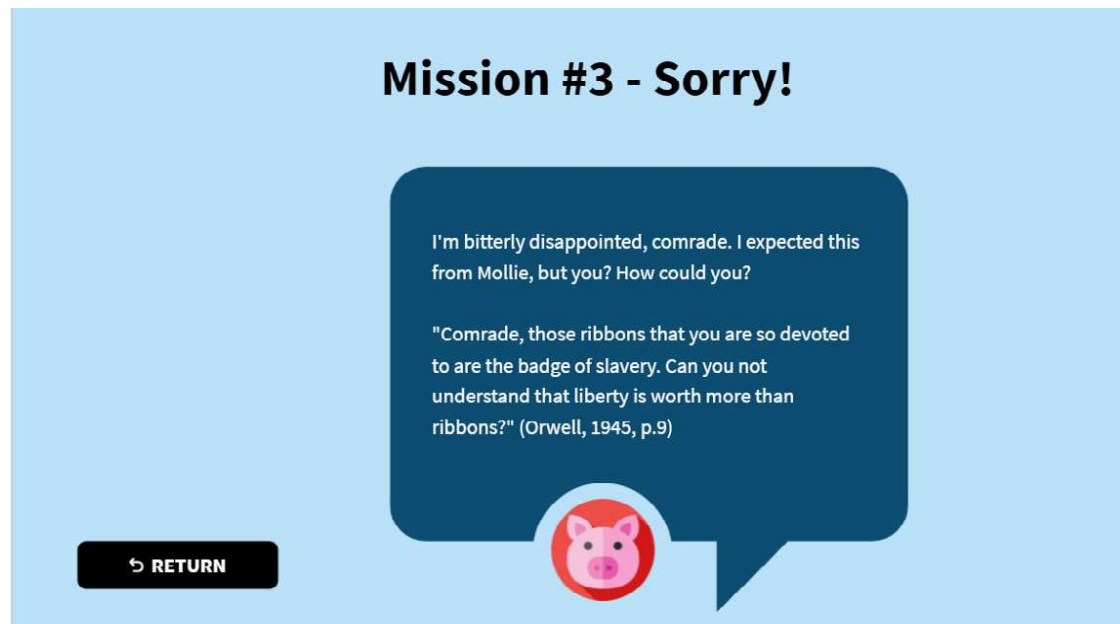 Mission #3 - Sorry!
I'm bitterly disappointed, comrade. I expected this
from Mollie, but you? How could you?
"Comrade, those ribbons that you are so devoted
to are the badge of slavery. Can you not
understand that liberty is worth more than
ribbons?" (Orwell, 1945, p.9)
RETURN